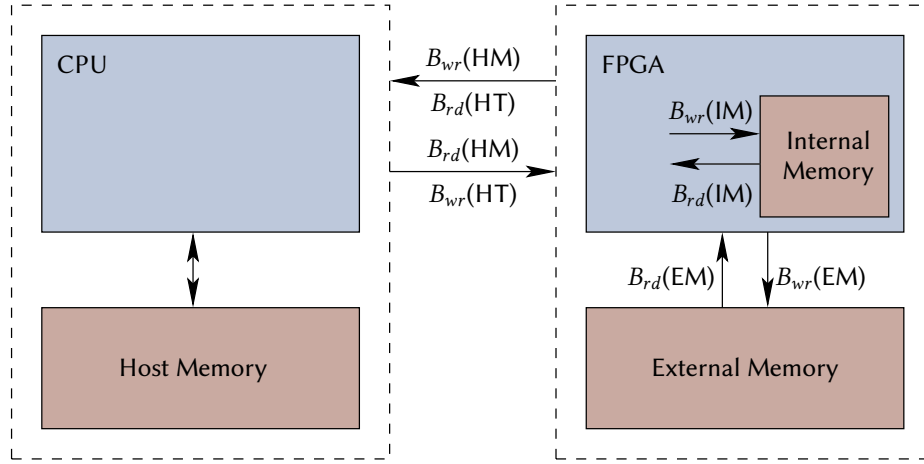 CPU
Host Memory
B_wr(HM)
B_rd(HT)
B_rd(HM)
B_wr(HT)
FPGA
B_wr(IM)
B_rd(IM)
Internal
Memory
B_rd(EM)
B_wr(EM)
External Memory